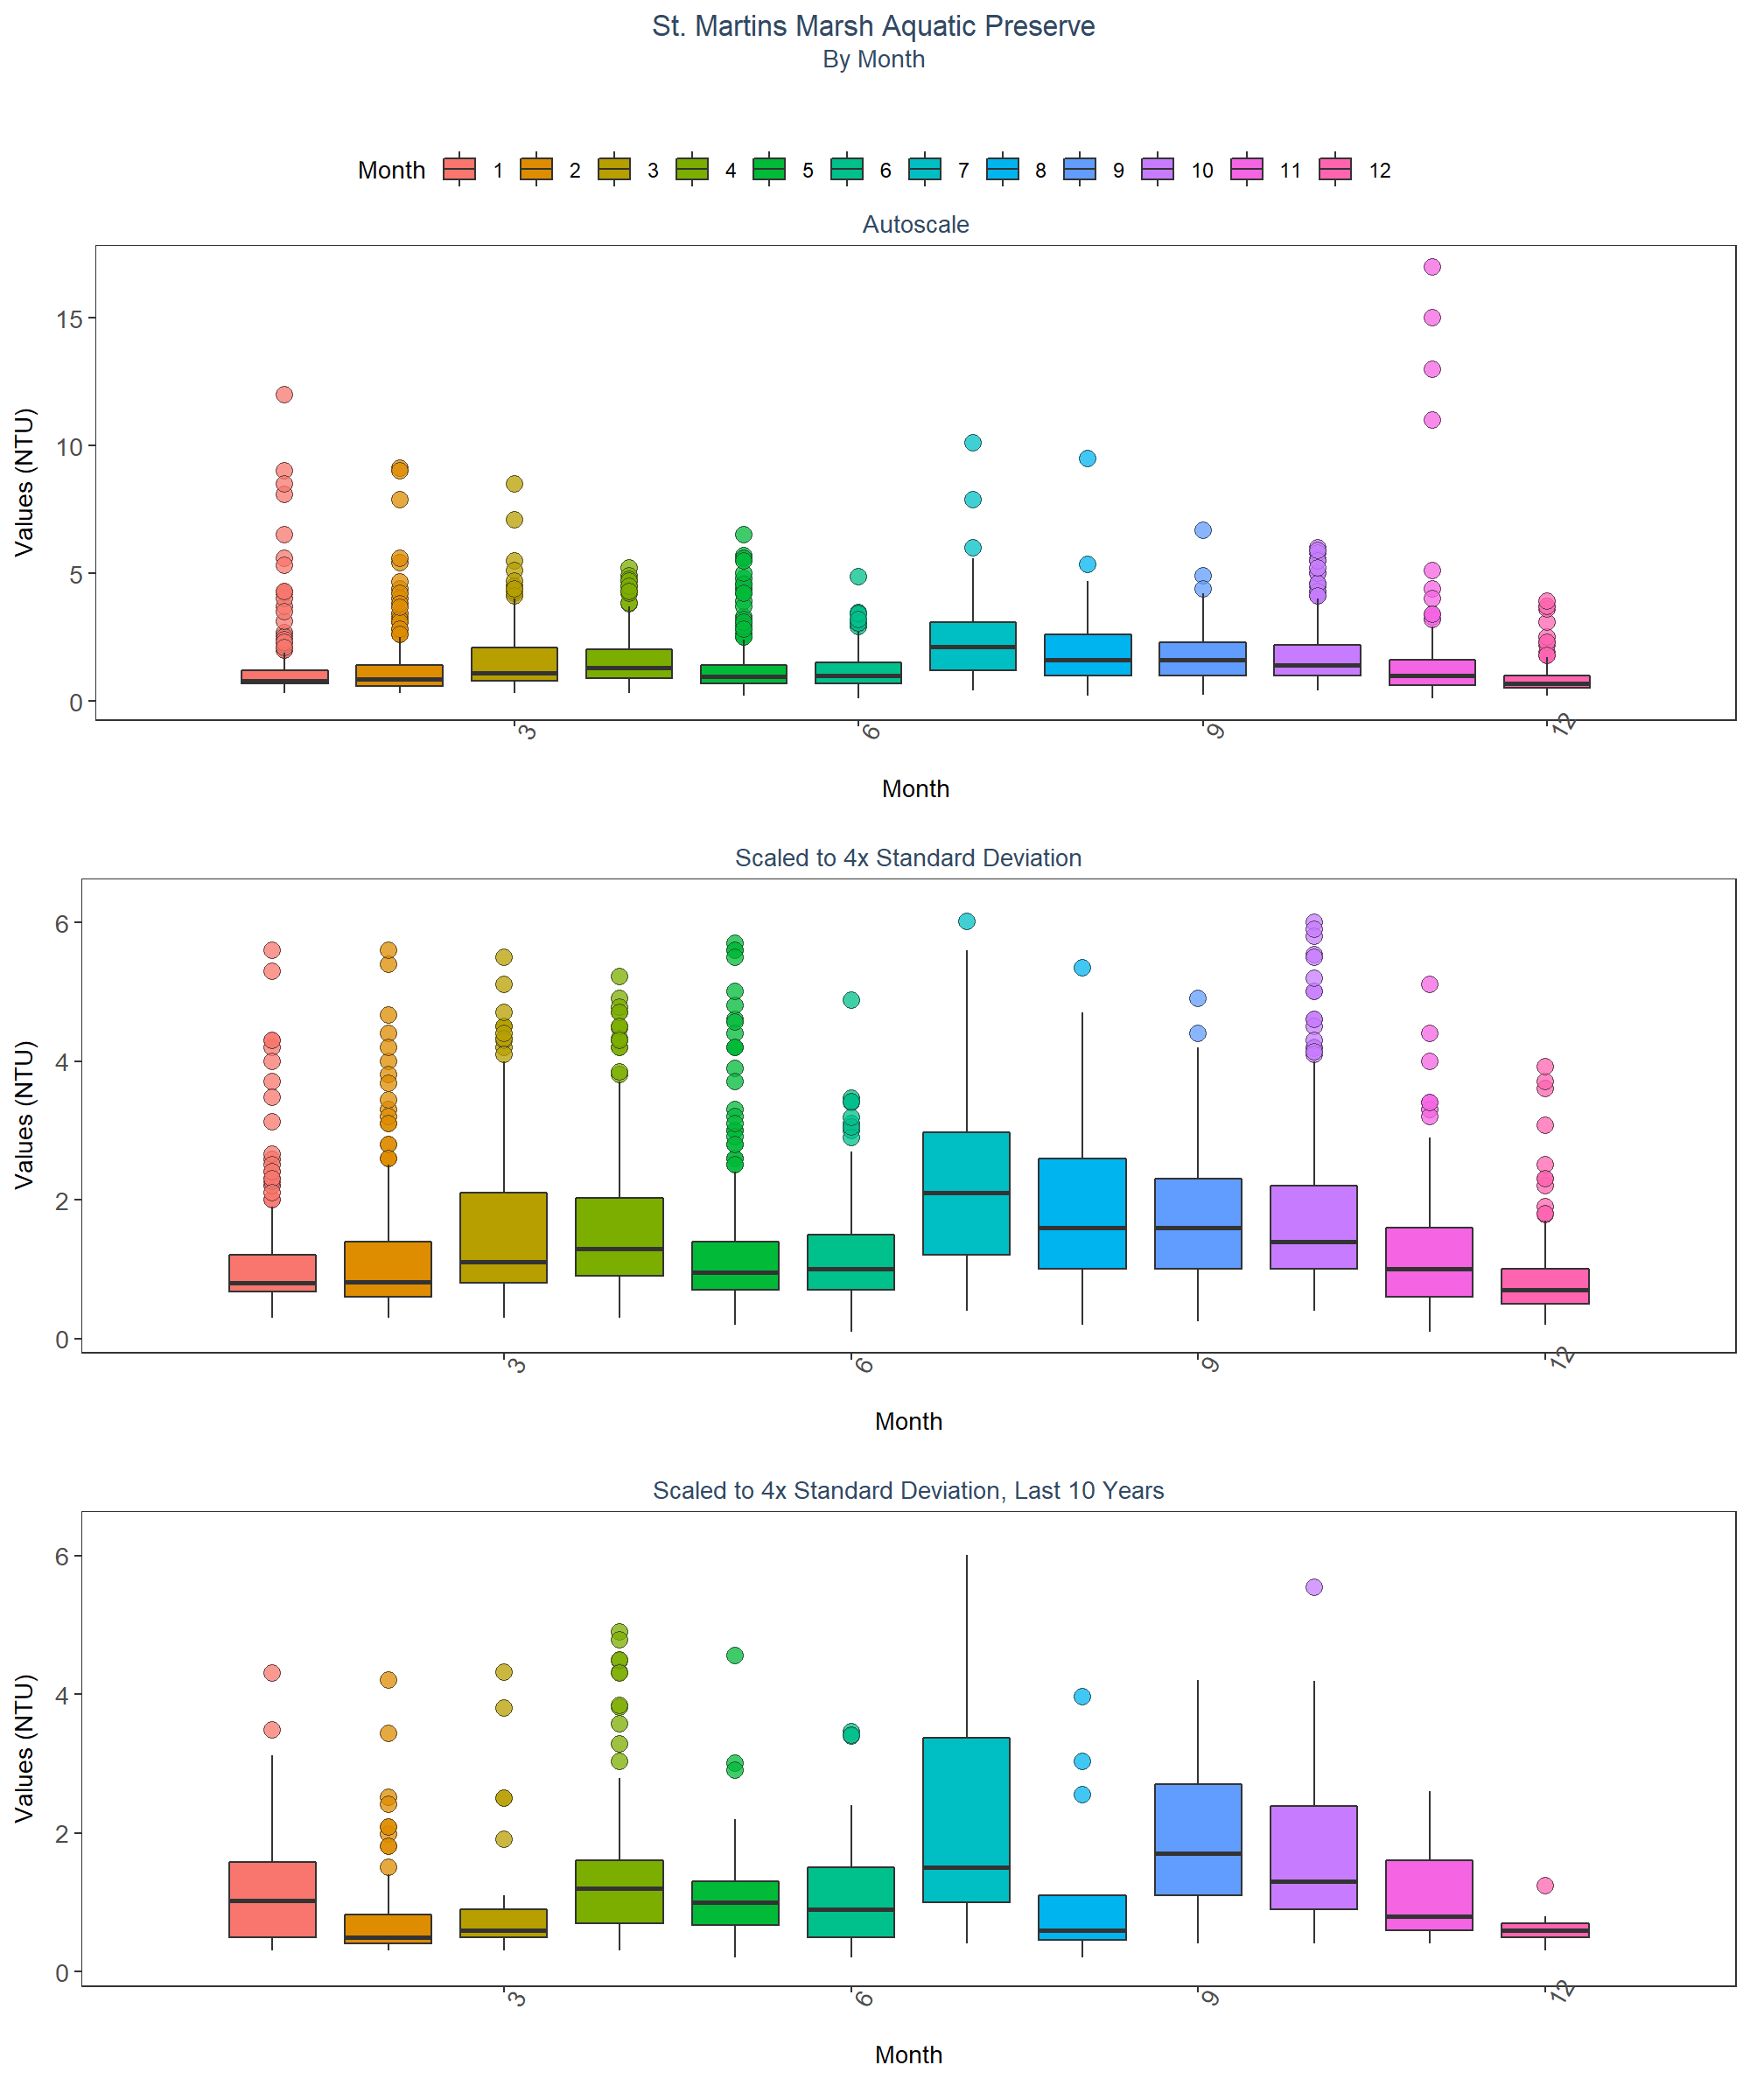 St. Martins Marsh Aquatic Preserve
By Month
Month 1 2 3 4 5 6 7 8 9 10 11 12
Autoscale
Values (NTU)
15
10
5
0
3 6 9 12
Month
Scaled to 4x Standard Deviation
Values (NTU)
6
4
2
0
3 6 9 12
Month
Scaled to 4x Standard Deviation, Last 10 Years
Values (NTU)
6
4
2
0
3 6 9 12
Month